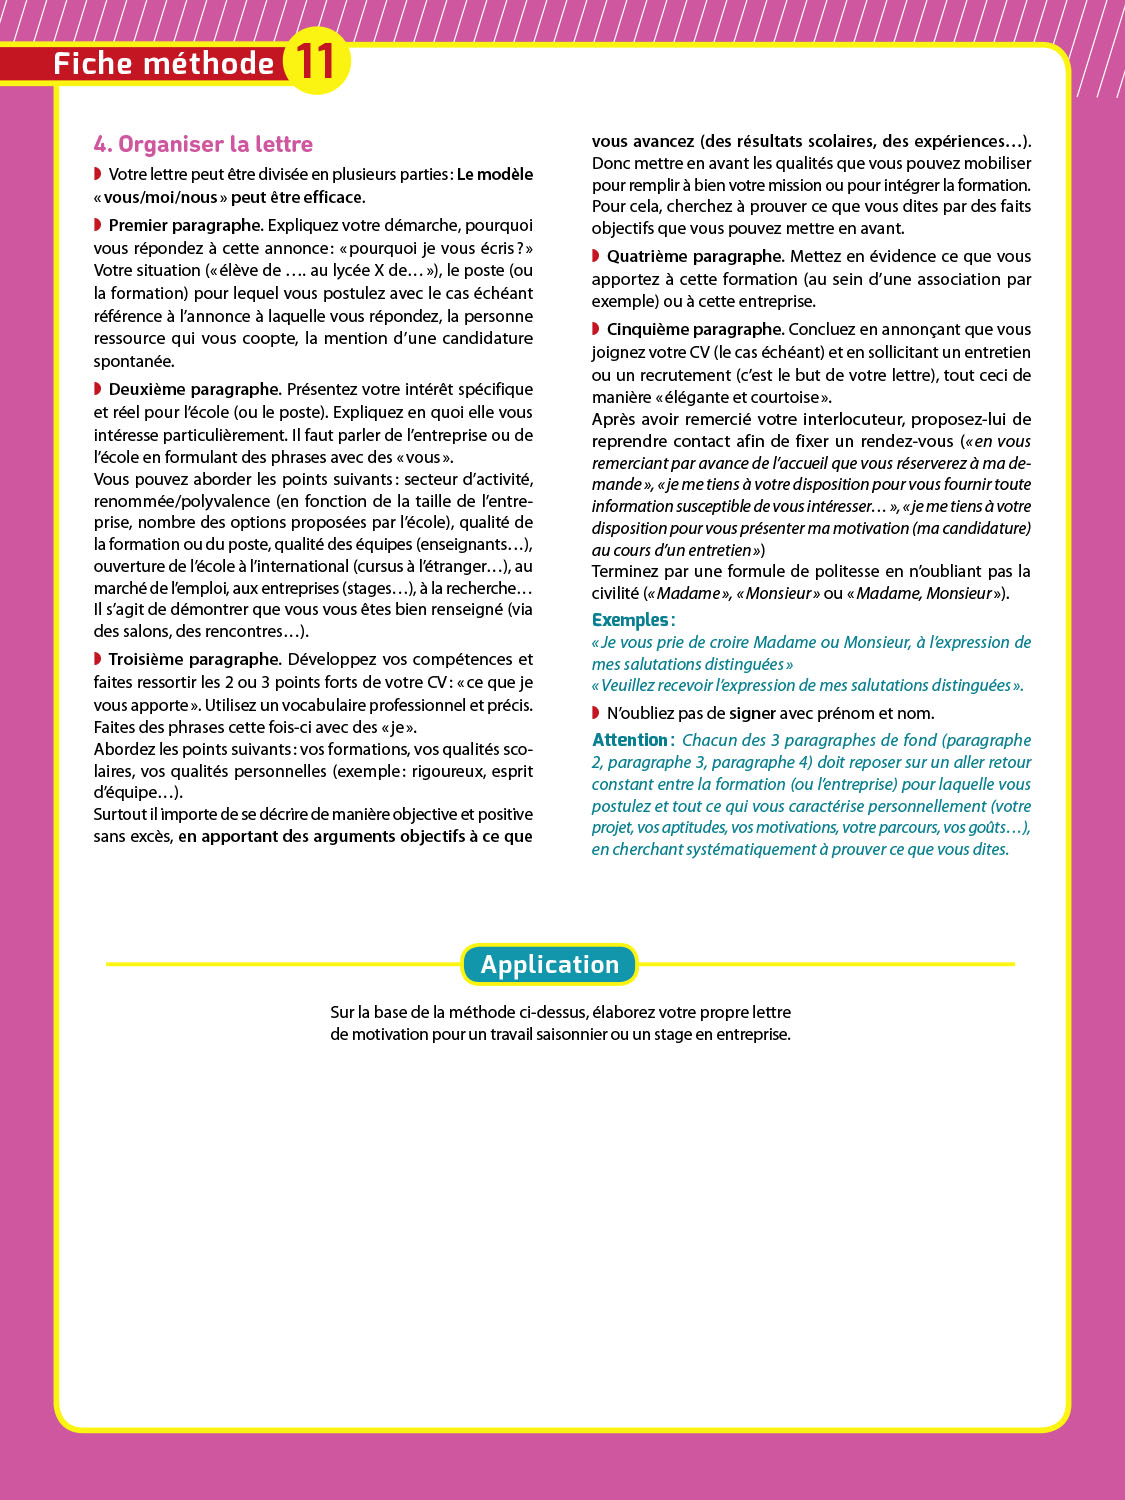 Fiche méthode 11
4. Organiser la lettre
Votre lettre peut être divisée en plusieurs parties : Le modèle
« vous/moi/nous » peut être efficace.
Premier paragraphe. Expliquez votre démarche, pourquoi
vous répondez à cette annonce : « pourquoi je vous écris ? »
Votre situation (« élève de …. au lycée X de… »), le poste (ou
la formation) pour lequel vous postulez avec le cas échéant
référence à l’annonce à laquelle vous répondez, la personne
ressource qui vous coopte, la mention d’une candidature
spontanée.
Deuxième paragraphe. Présentez votre intérêt spécifique
et réel pour l’école (ou le poste). Expliquez en quoi elle vous
intéresse particulièrement. Il faut parler de l’entreprise ou de
l’école en formulant des phrases avec des « vous ».
Vous pouvez aborder les points suivants : secteur d’activité,
renommée/polyvalence (en fonction de la taille de l’entre-
prise, nombre des options proposées par l’école), qualité de
la formation ou du poste, qualité des équipes (enseignants…),
ouverture de l’école à l’international (cursus à l’étranger…), au
marché de l’emploi, aux entreprises (stages…), à la recherche…
Il s’agit de démontrer que vous vous êtes bien renseigné (via
des salons, des rencontres…).
Troisième paragraphe. Développez vos compétences et
faites ressortir les 2 ou 3 points forts de votre CV : « ce que je
vous apporte ». Utilisez un vocabulaire professionnel et précis.
Faites des phrases cette fois-ci avec des « je ».
Abordez les points suivants : vos formations, vos qualités sco-
laires, vos qualités personnelles (exemple : rigoureux, esprit
d’équipe…).
Surtout il importe de se décrire de manière objective et positive
sans excès, en apportant des arguments objectifs à ce que
vous avancez (des résultats scolaires, des expériences…).
Donc mettre en avant les qualités que vous pouvez mobiliser
pour remplir à bien votre mission ou pour intégrer la formation.
Pour cela, cherchez à prouver ce que vous dites par des faits
objectifs que vous pouvez mettre en avant.
Quatrième paragraphe. Mettez en évidence ce que vous
apportez à cette formation (au sein d’une association par
exemple) ou à cette entreprise.
Cinquième paragraphe. Concluez en annonçant que vous
joignez votre CV (le cas échéant) et en sollicitant un entretien
ou un recrutement (c’est le but de votre lettre), tout ceci de
manière « élégante et courtoise ».
Après avoir remercié votre interlocuteur, proposez-lui de
reprendre contact afin de fixer un rendez-vous (« en vous
remerciant par avance de l’accueil que vous réserverez à ma de-
mande », « je me tiens à votre disposition pour vous fournir toute
information susceptible de vous intéresser… », « je me tiens à votre
disposition pour vous présenter ma motivation (ma candidature)
au cours d’un entretien »)
Terminez par une formule de politesse en n’oubliant pas la
civilité (« Madame », « Monsieur » ou « Madame, Monsieur »).
Exemples :
« Je vous prie de croire Madame ou Monsieur, à l’expression de
mes salutations distinguées »
« Veuillez recevoir l’expression de mes salutations distinguées ».
N’oubliez pas de signer avec prénom et nom.
Attention : Chacun des 3 paragraphes de fond (paragraphe
2, paragraphe 3, paragraphe 4) doit reposer sur un aller retour
constant entre la formation (ou l’entreprise) pour laquelle vous
postulez et tout ce qui vous caractérise personnellement (votre
projet, vos aptitudes, vos motivations, votre parcours, vos goûts…),
en cherchant systématiquement à prouver ce que vous dites.
Application
Sur la base de la méthode ci-dessus, élaborez votre propre lettre
de motivation pour un travail saisonnier ou un stage en entreprise.